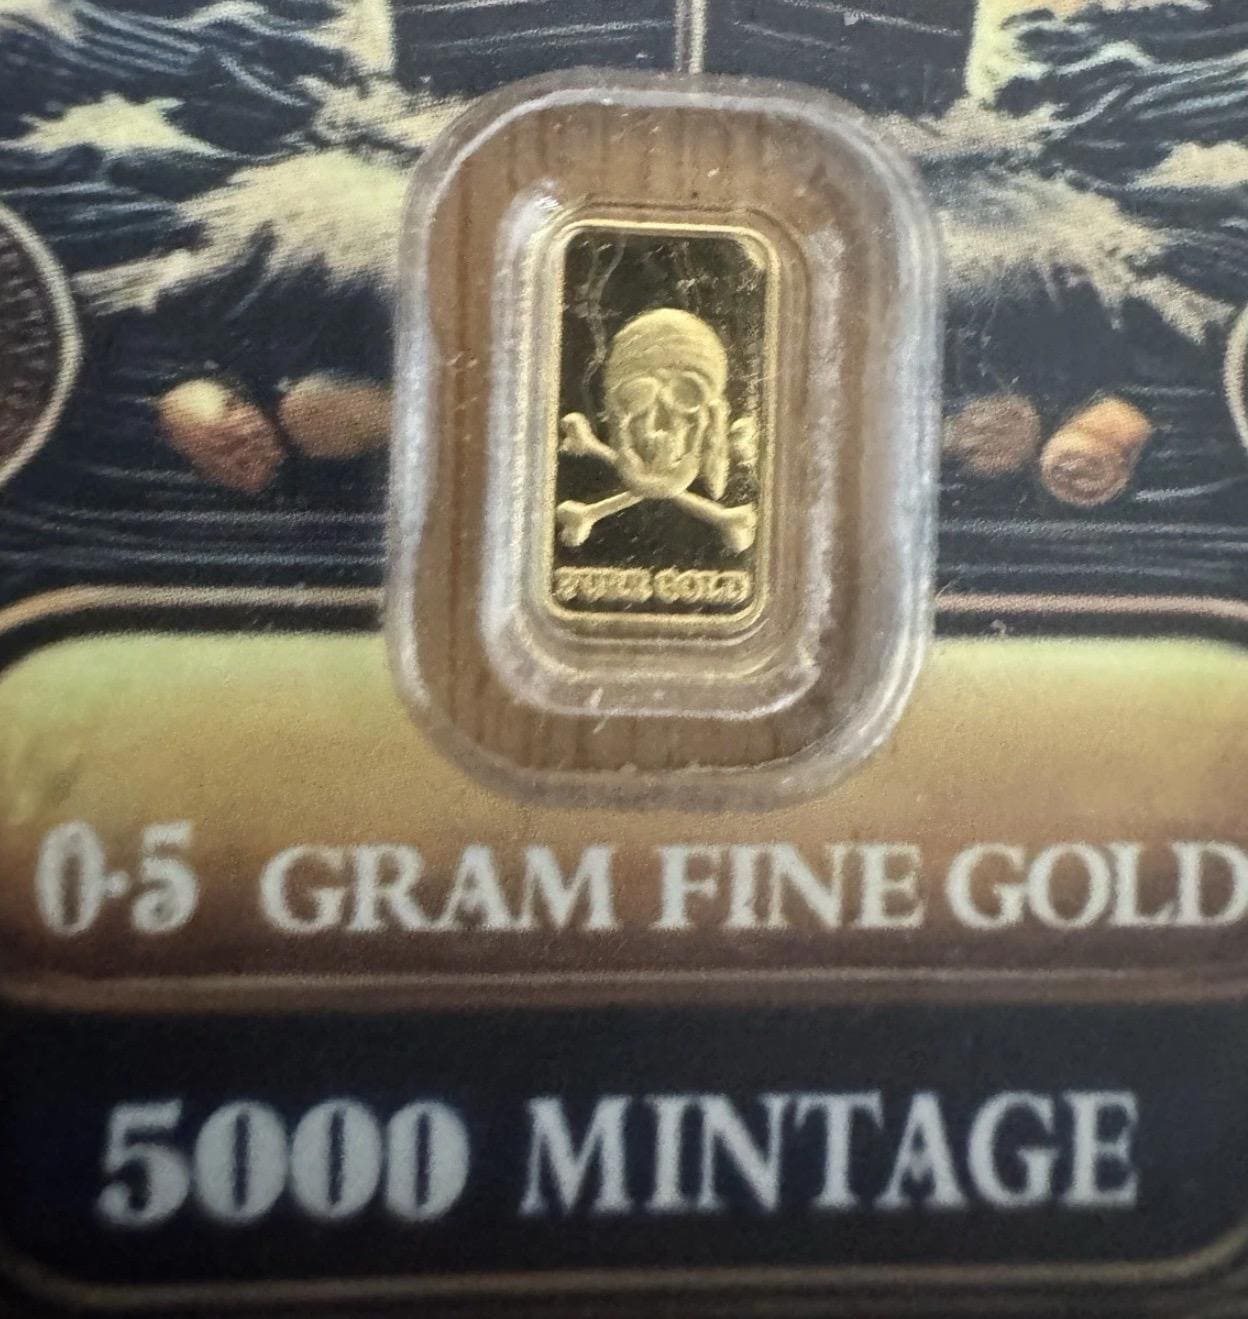 PURE GOLD
0.5 GRAM FINE GOLD
5000 MINTAGE